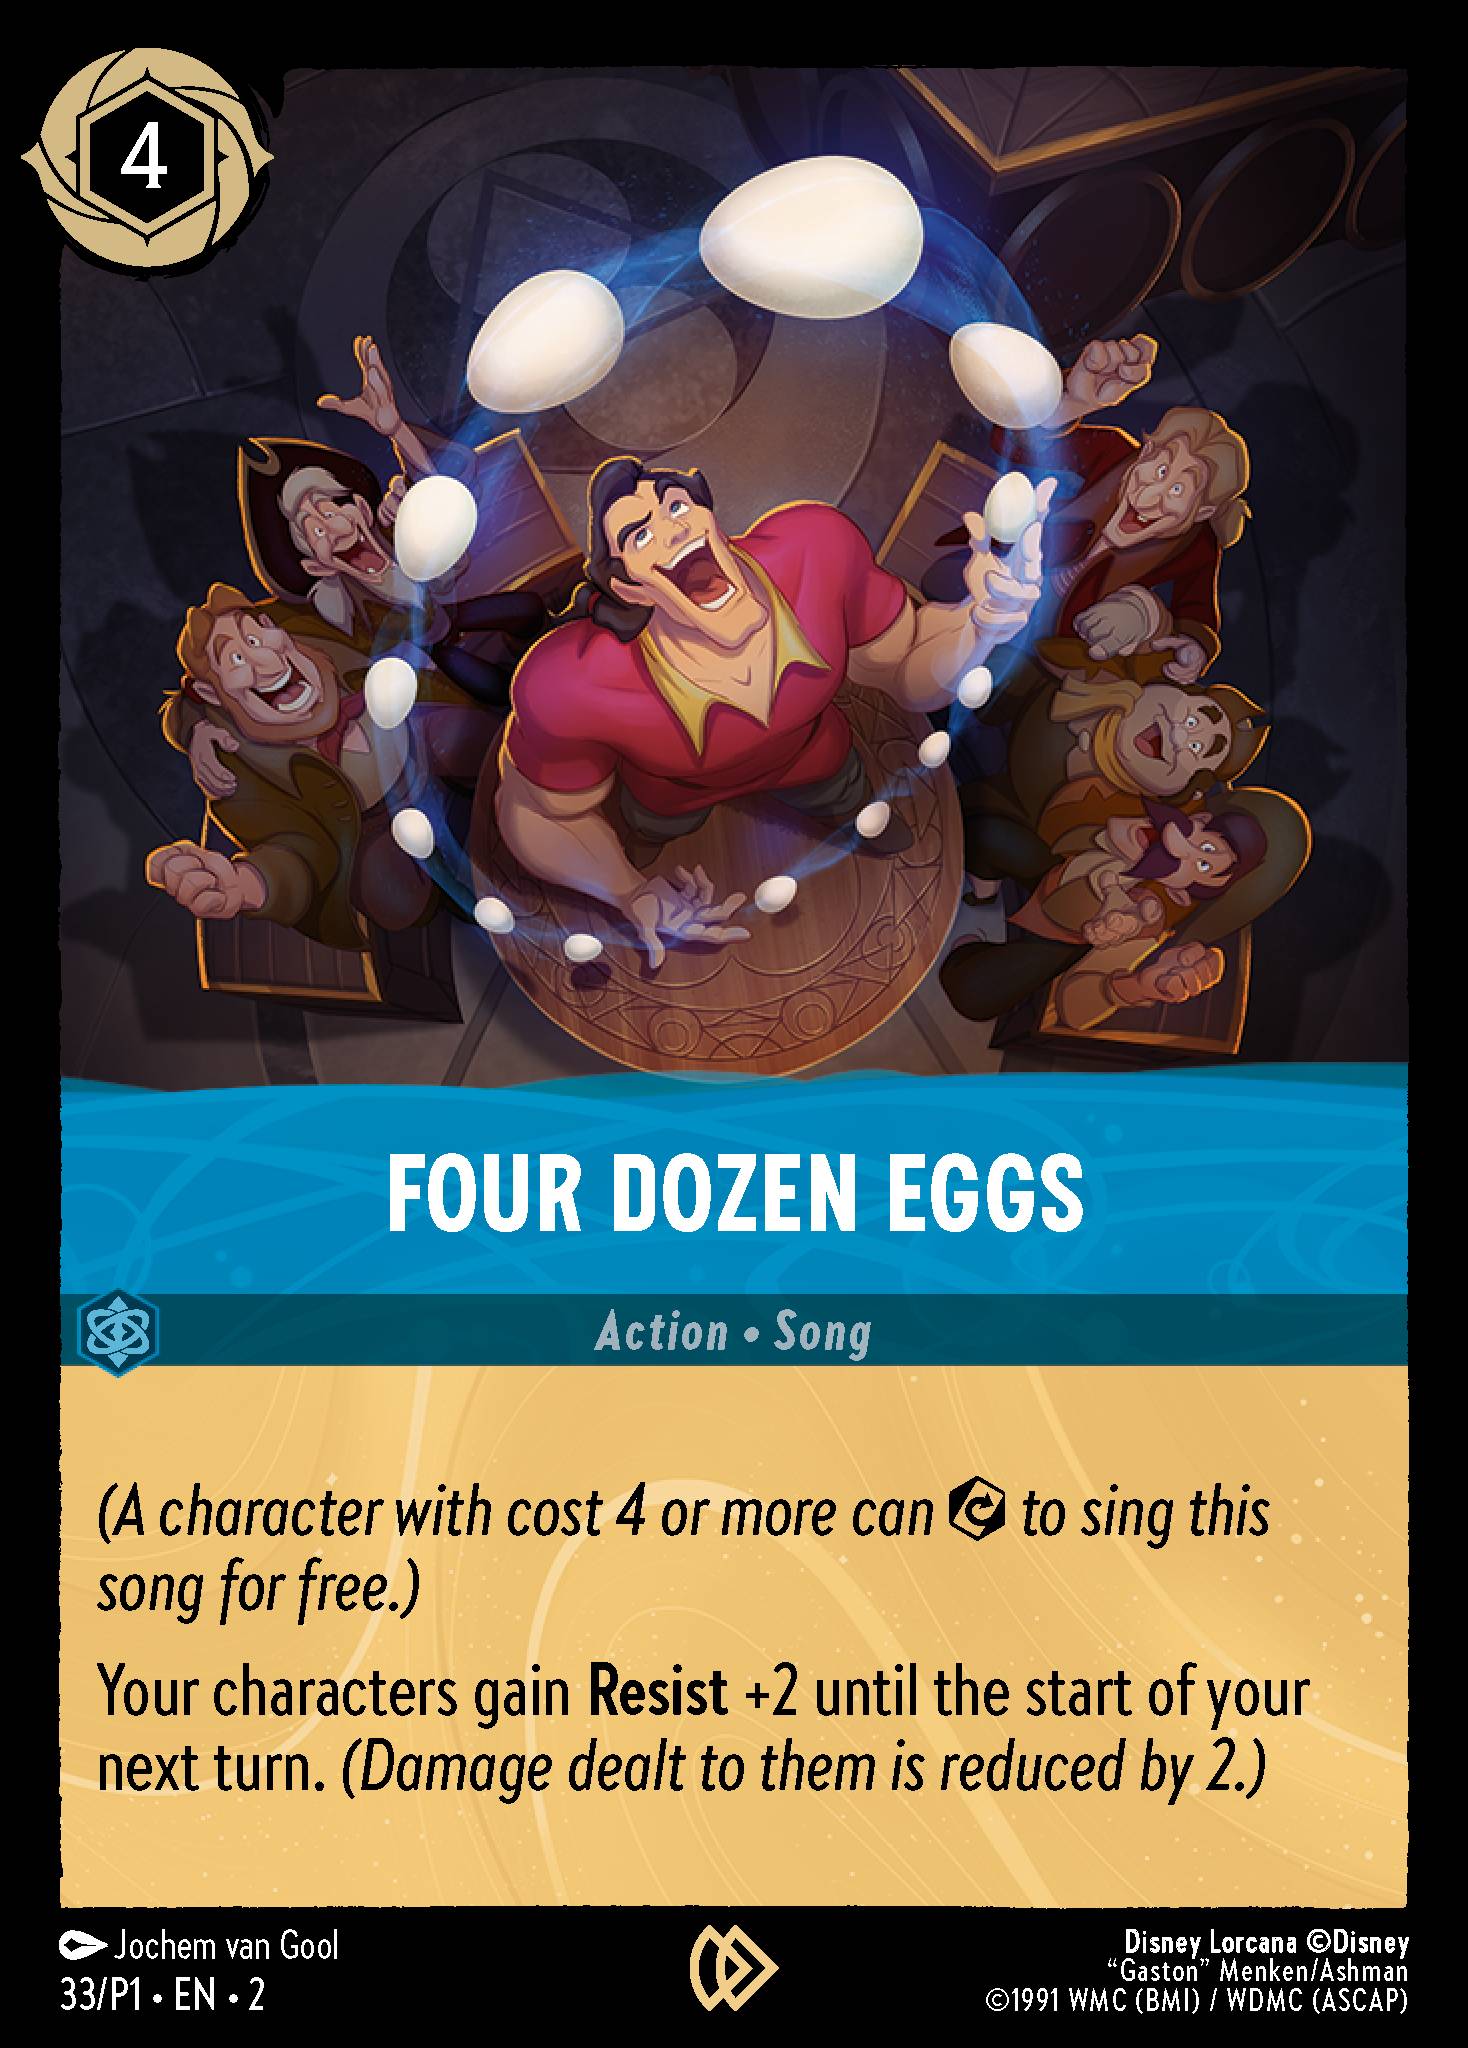 4
FOUR DOZEN EGGS
Action • Song
(A character with cost 4 or more can to sing this
song for free.)
Your characters gain Resist +2 until the start of your
next turn. (Damage dealt to them is reduced by 2.)
Jochem van Gool
33/P1 • EN • 2
Disney Lorcana ©Disney
“Gaston” Menken/Ashman
©1991 WMC (BMI) / WDMC (ASCAP)